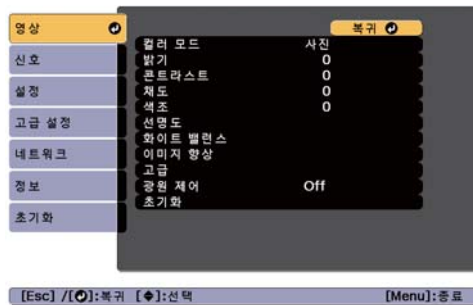 영상
신호
설정
고급 설정
네트워크
정보
초기화
복귀
컬러 모드 사진
밝기 0
콘트라스트 0
채도 0
색조 0
선명도
화이트 밸런스
이미지 향상
고급
광원 제어 Off
초기화
[Esc] /[ ]:복귀 [ ]:선택 [Menu]:종료